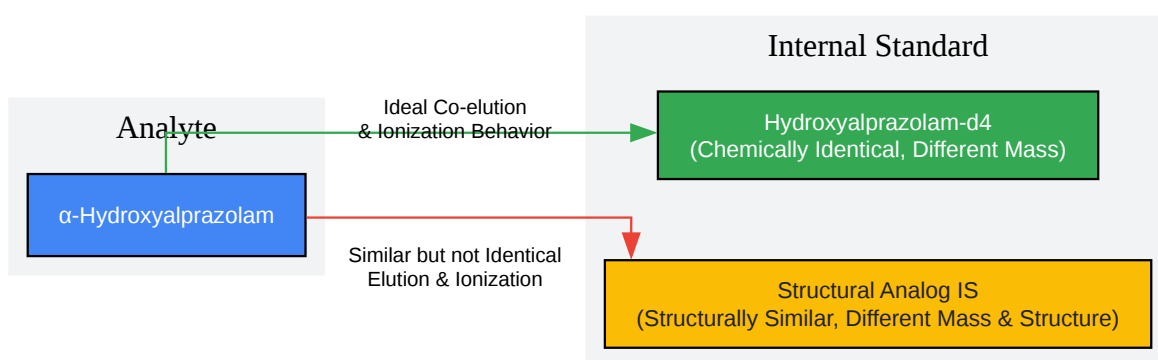 Internal Standard
Analyte
Ideal Co-elution
& Ionization Behavior
Hydroxyalprazolam-d4
(Chemically Identical, Different Mass)
α-Hydroxyalprazolam
Similar but not Identical
Elution & Ionization
Structural Analog IS
(Structurally Similar, Different Mass & Structure)